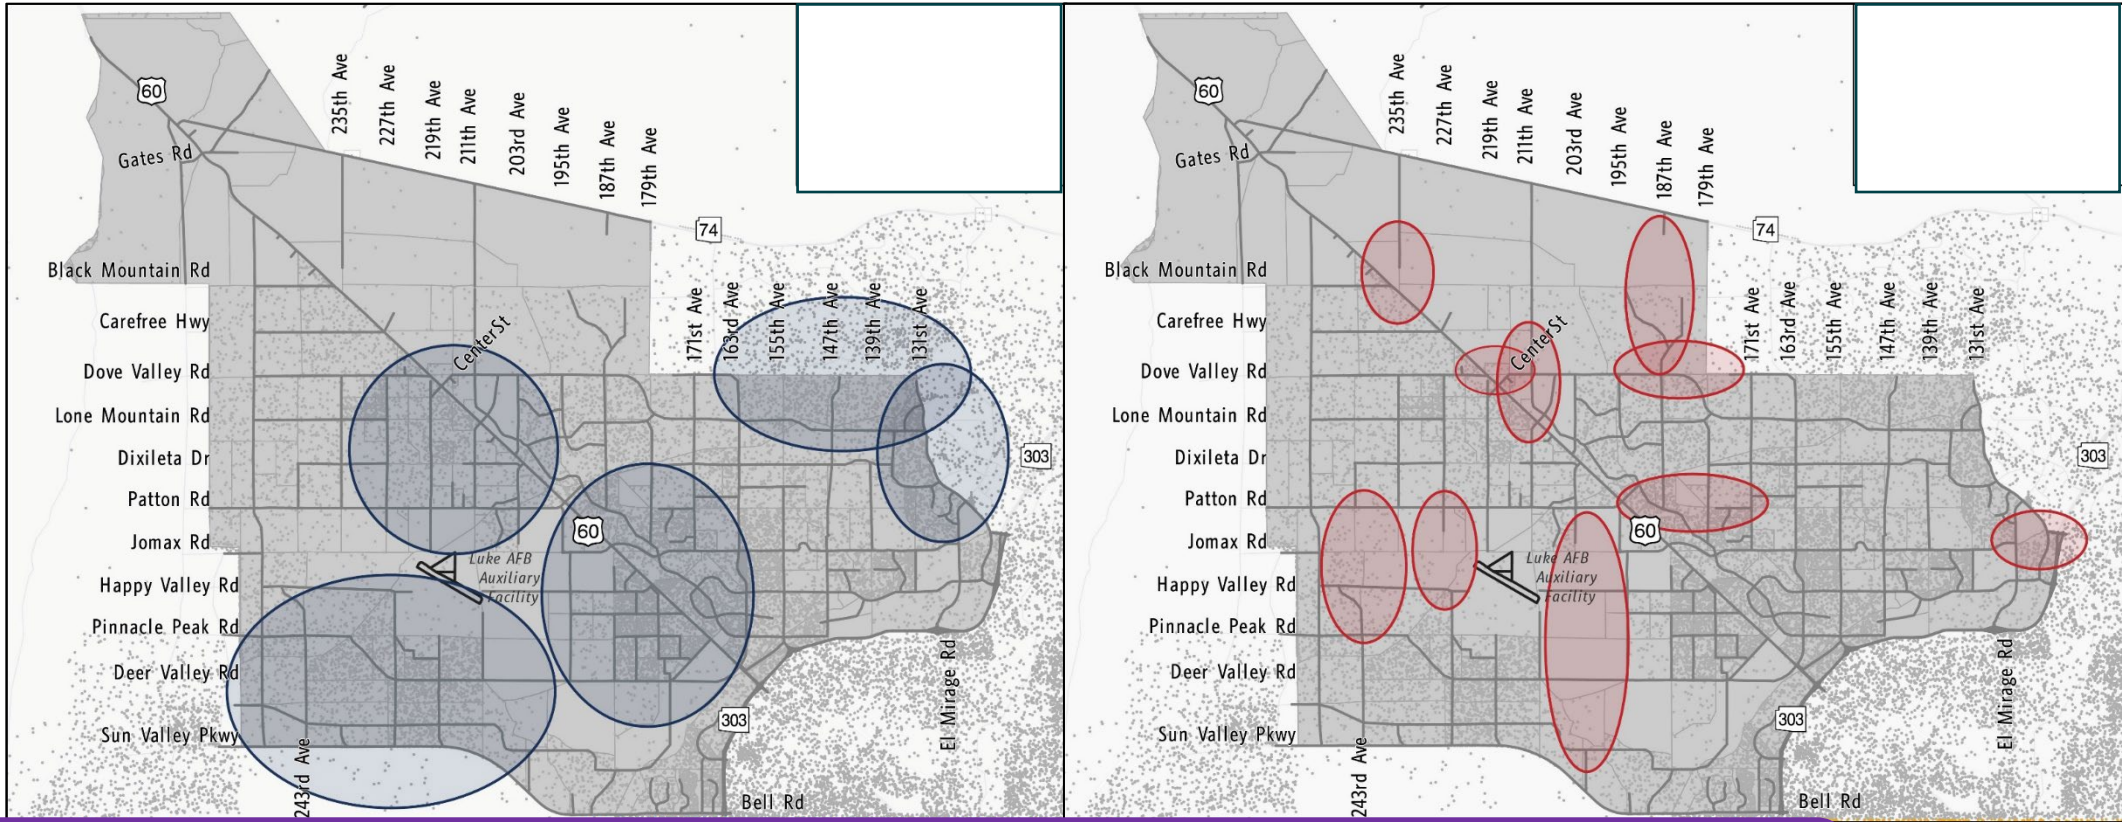 60
Gates Rd
235th Ave
227th Ave
219th Ave
211th Ave
203rd Ave
195th Ave
187th Ave
179th Ave
74
Black Mountain Rd
Carefree Hwy
Dove Valley Rd
Lone Mountain Rd
Dixileta Dr
Patton Rd
Jomax Rd
Happy Valley Rd
Pinnacle Peak Rd
Deer Valley Rd
Sun Valley Pkwy
Center St
171st Ave
163rd Ave
155th Ave
147th Ave
139th Ave
131st Ave
303
60
Luke AFB
Auxiliary
Facility
303
El Mirage Rd
243rd Ave
Bell Rd
60
Gates Rd
235th Ave
227th Ave
219th Ave
211th Ave
203rd Ave
195th Ave
187th Ave
179th Ave
74
Black Mountain Rd
Carefree Hwy
Dove Valley Rd
Lone Mountain Rd
Dixileta Dr
Patton Rd
Jomax Rd
Happy Valley Rd
Pinnacle Peak Rd
Deer Valley Rd
Sun Valley Pkwy
Center St
171st Ave
163rd Ave
155th Ave
147th Ave
139th Ave
131st Ave
303
60
Luke AFB
Auxiliary
Facility
303
El Mirage Rd
243rd Ave
Bell Rd